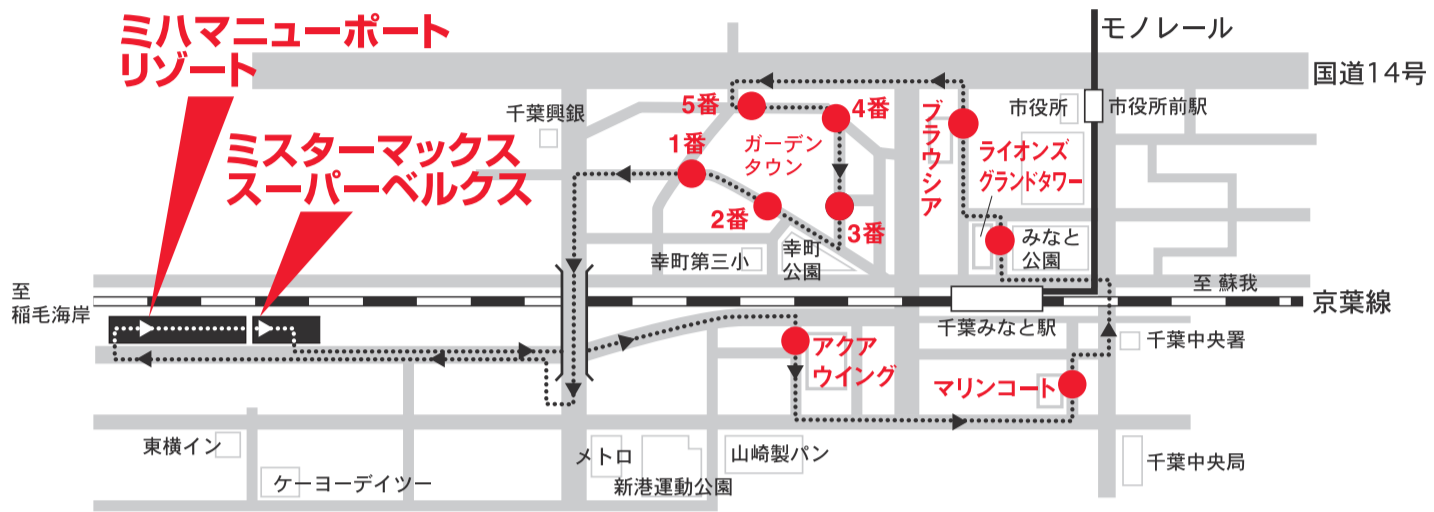 ミハマニューポート
リゾート
ミスターマックス
スーパーベルクス
モノレール
国道14号
千葉興銀
5番
4番
1番
ガーデン
タウン
2番
3番
ブラウシア
市役所
市役所前駅
ライオンズ
グランドタワー
みなと
公園
幸町第三小
幸町
公園
至
稲毛海岸
至 蘇我
京葉線
千葉みなと駅
千葉中央署
アクア
ウイング
マリンコート
東横イン
ケーヨーデイツー
メトロ
新港運動公園
山崎製パン
千葉中央局